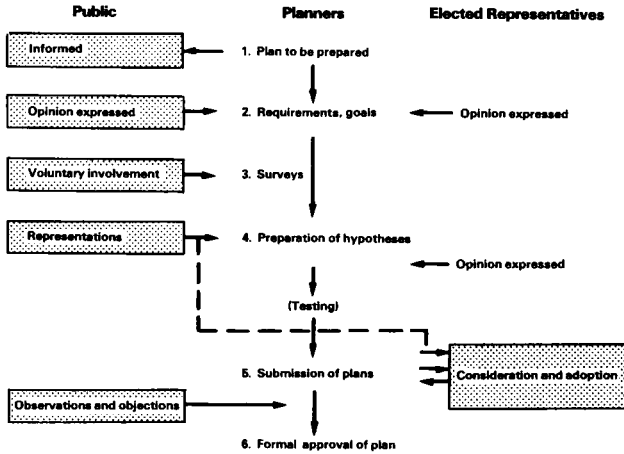 Public Planners Elected Representatives
Informed 1. Plan to be prepared
Opinion expressed 2. Requirements, goals Opinion expressed
Voluntary involvement 3. Surveys
Representations 4. Preparation of hypotheses
Opinion expressed
(Testing)
5. Submission of plans Consideration and adoption
Observations and objections
6. Formal approval of plan